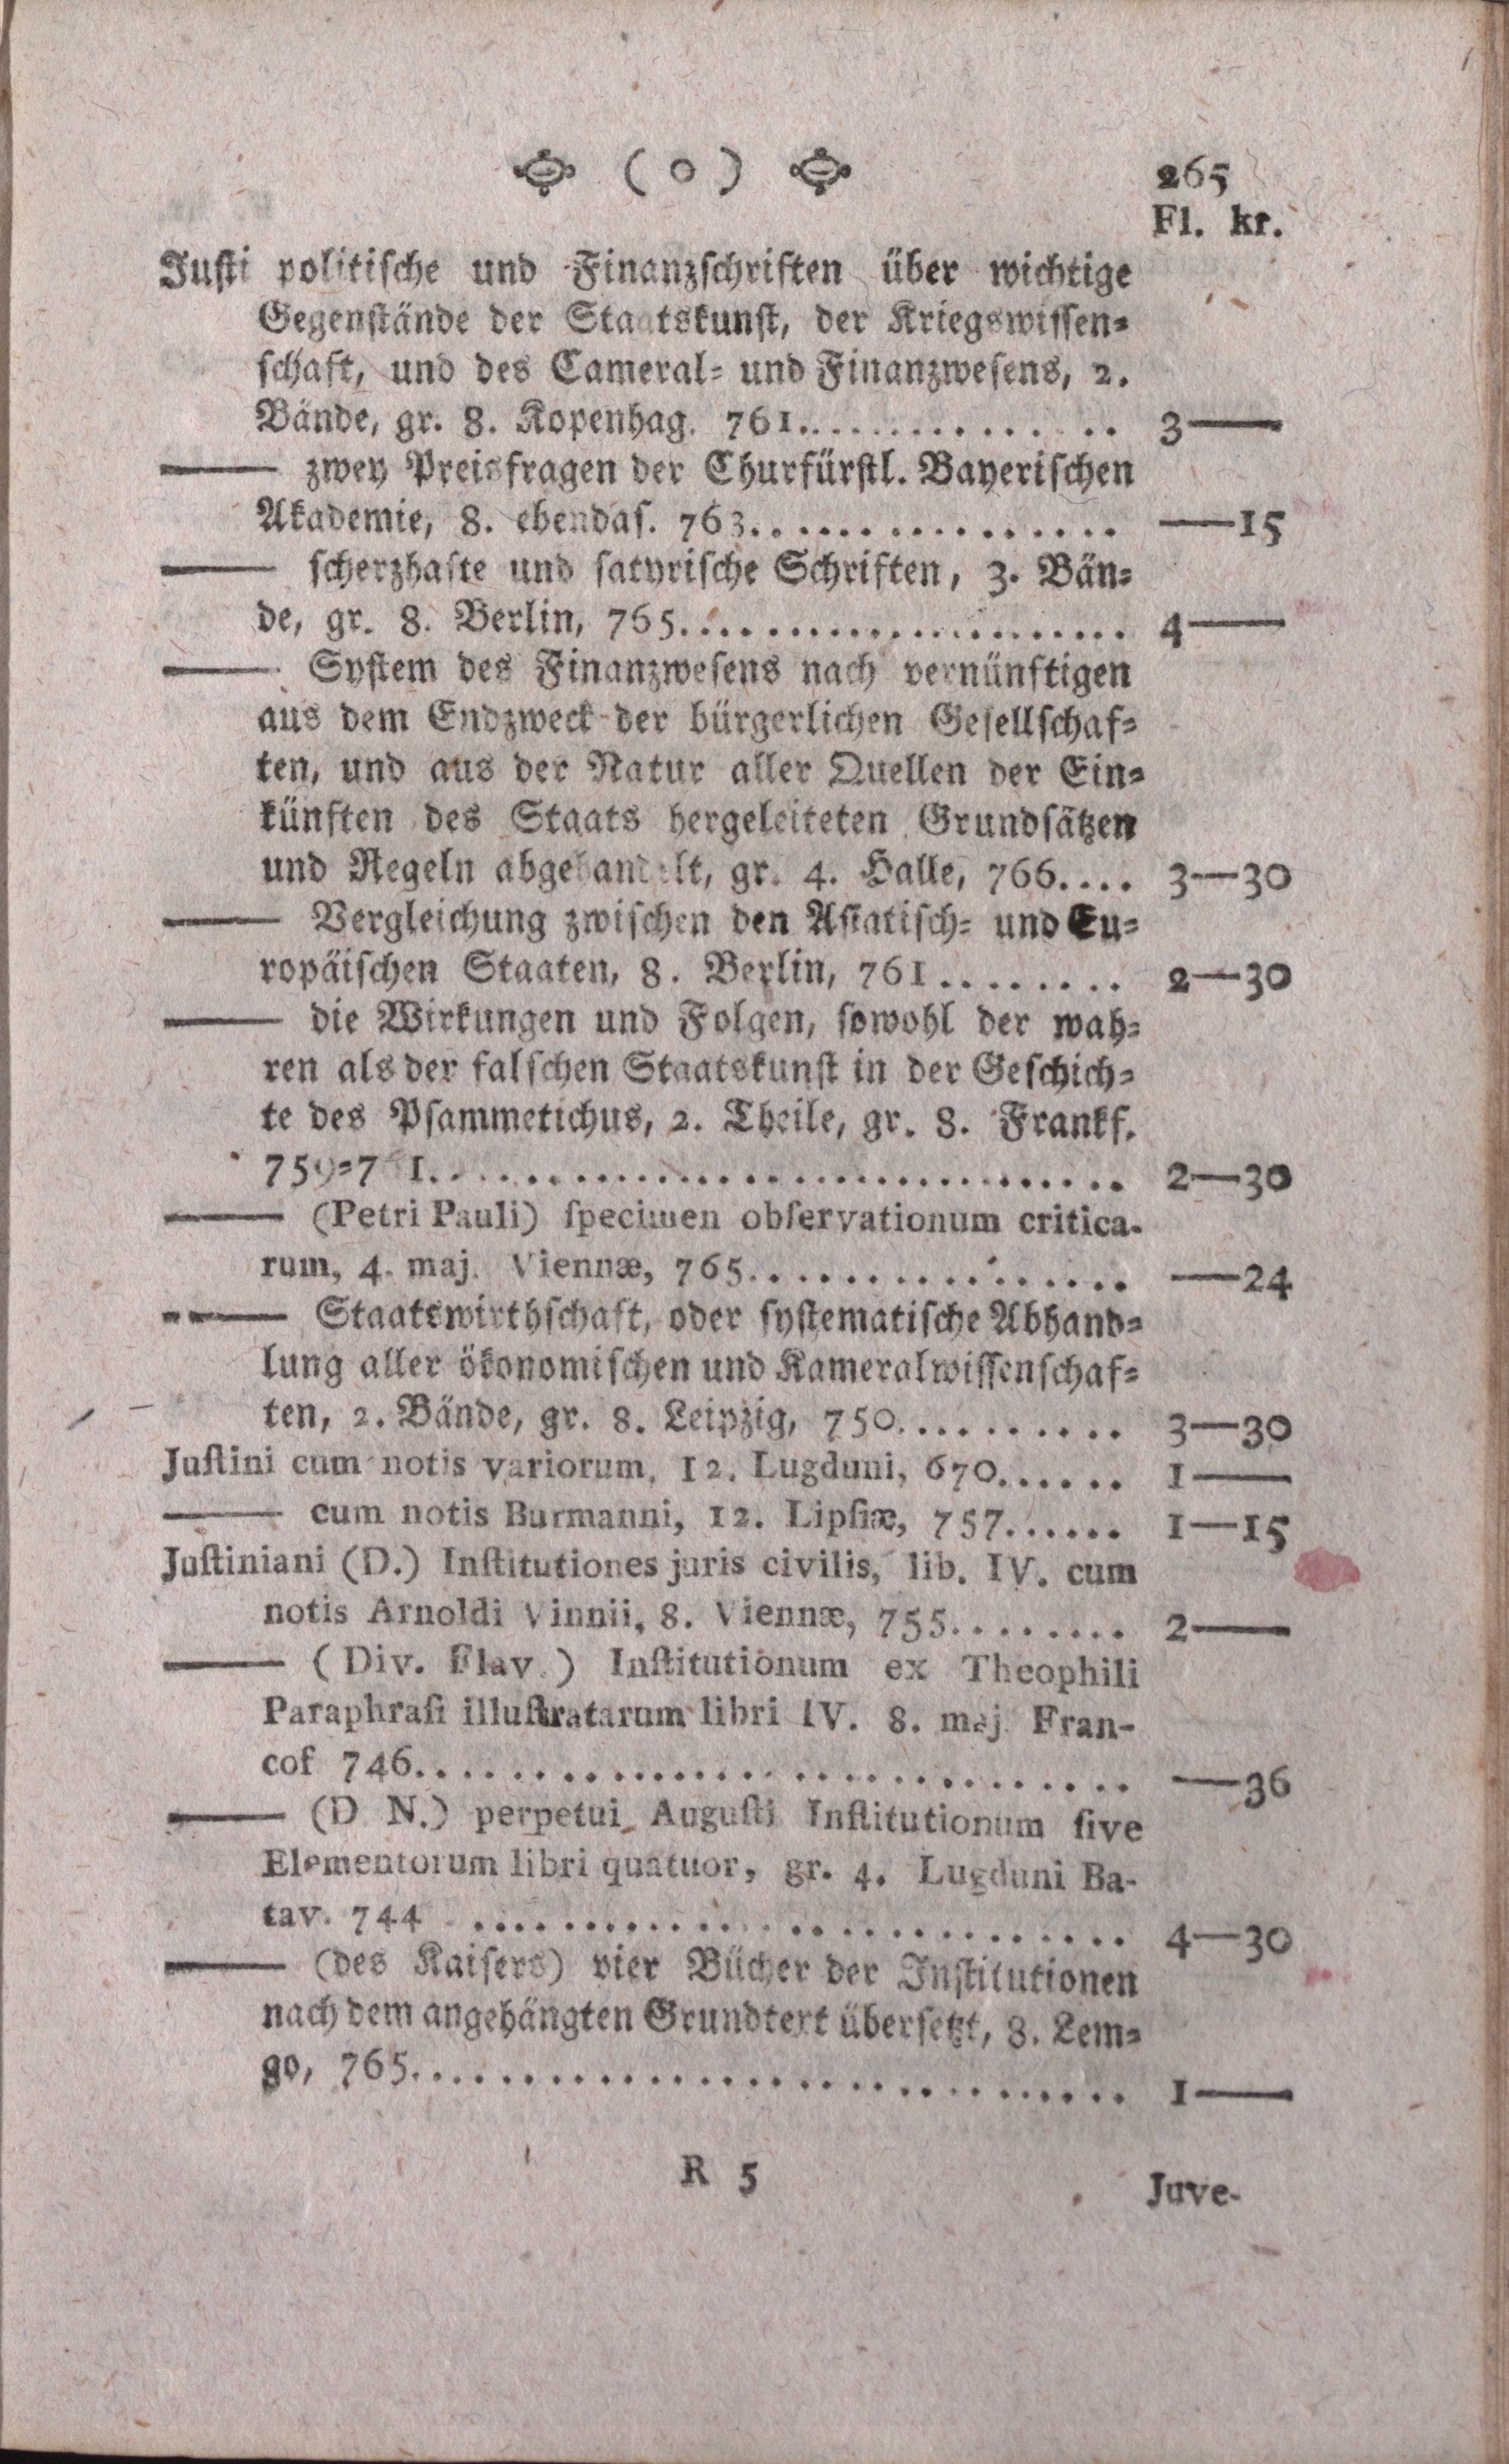 ( o ) 265
Fl. kr.
Justi politische und Finanzschriften über wichtige
Gegenstände der Staatskunst, der Kriegswissen=
schaft, und des Cameral= und Finanzwesens, 2.
Bände, gr. 8. Kopenhag. 761................ 3——
—— zwey Preisfragen der Churfürstl. Bayerischen
Akademie, 8. ebendas. 763................. ——15
—— scherzhafte und satyrische Schriften, 3. Bän=
de, gr. 8. Berlin, 765..................... 4——
—— System des Finanzwesens nach vernünftigen
aus dem Endzweck der bürgerlichen Gesellschaf=
ten, und aus der Natur aller Quellen der Ein=
künften des Staats hergeleiteten Grundsätzen
und Regeln abgehandelt, gr. 4. Halle, 766.... 3—30
—— Vergleichung zwischen den Asiatisch= und Eu=
ropäischen Staaten, 8. Berlin, 761........ 2—30
—— die Wirkungen und Folgen, sowohl der wah=
ren als der falschen Staatskunst in der Geschich=
te des Psammetichus, 2. Theile, gr. 8. Frankf.
759=761................................ 2—30
—— (Petri Pauli) specimen observationum critica-
rum, 4. maj. Viennæ, 765................. ——24
—— Staatswirthschaft, oder systematische Abhand=
lung aller ökonomischen und Kameralwissenschaf=
ten, 2. Bände, gr. 8. Leipzig, 750.......... 3—30
Justini cum notis variorum, 12. Lugduni, 670...... 1——
—— cum notis Burmanni, 12. Lipsiæ, 757...... 1—15
Justiniani (D.) Institutiones juris civilis, lib. IV. cum
notis Arnoldi Vinnii, 8. Viennæ, 755......... 2——
—— (Div. Flav.) Institutionum ex Theophili
Paraphrasi illustratarum libri IV. 8. maj. Fran-
cof 746............................... ——36
—— (D N.) perpetui Augusti Institutionum sive
Elementorum libri quatuor, gr. 4. Lugduni Ba-
tav. 744 ............................ 4—30
—— (des Kaisers) vier Bücher der Institutionen
nach dem angehängten Grundtext übersetzt, 8. Lem=
go, 765............................... 1——
R 5 Juve-